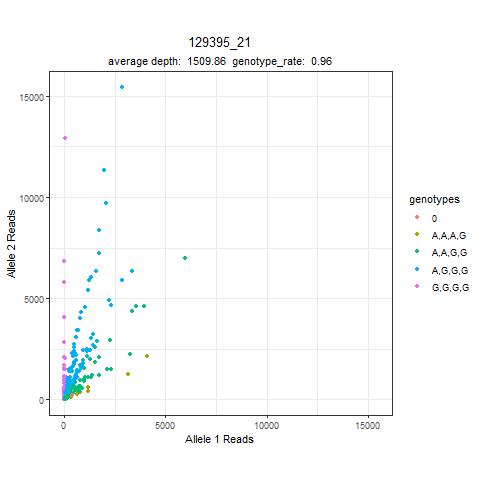 129395_21
average depth: 1509.86 genotype_rate: 0.96
Allele 2 Reads
15000
10000
5000
0
0 5000 10000 15000
Allele 1 Reads
genotypes
0
A,A,A,G
A,A,G,G
A,G,G,G
G,G,G,G